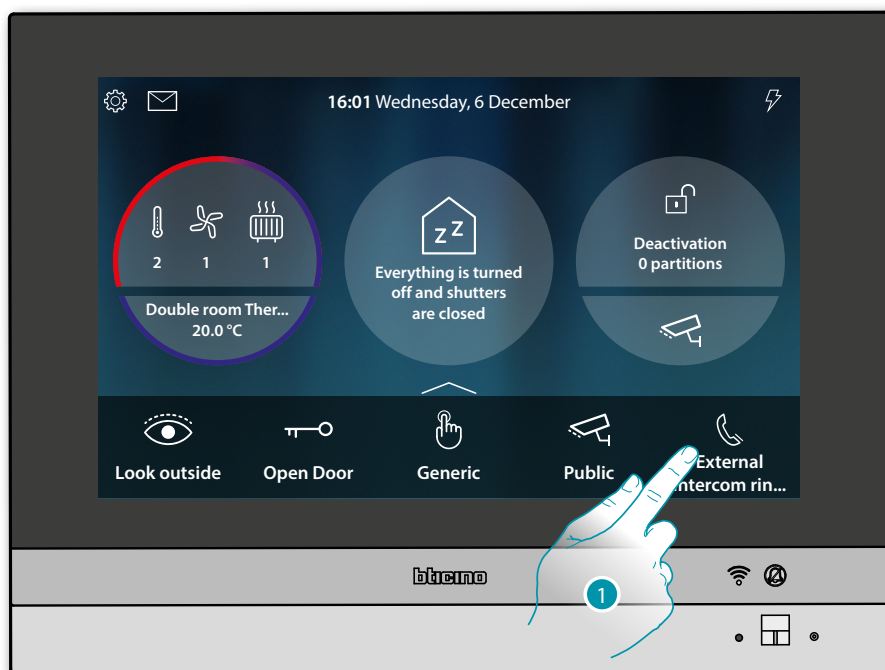 16:01 Wednesday, 6 December
2 1 1
Double room Ther...
20.0 °C
z z
Everything is turned
off and shutters
are closed
Deactivation
0 partitions
Look outside
Open Door
Generic
Public
External
ntercom rin...
bticino
1